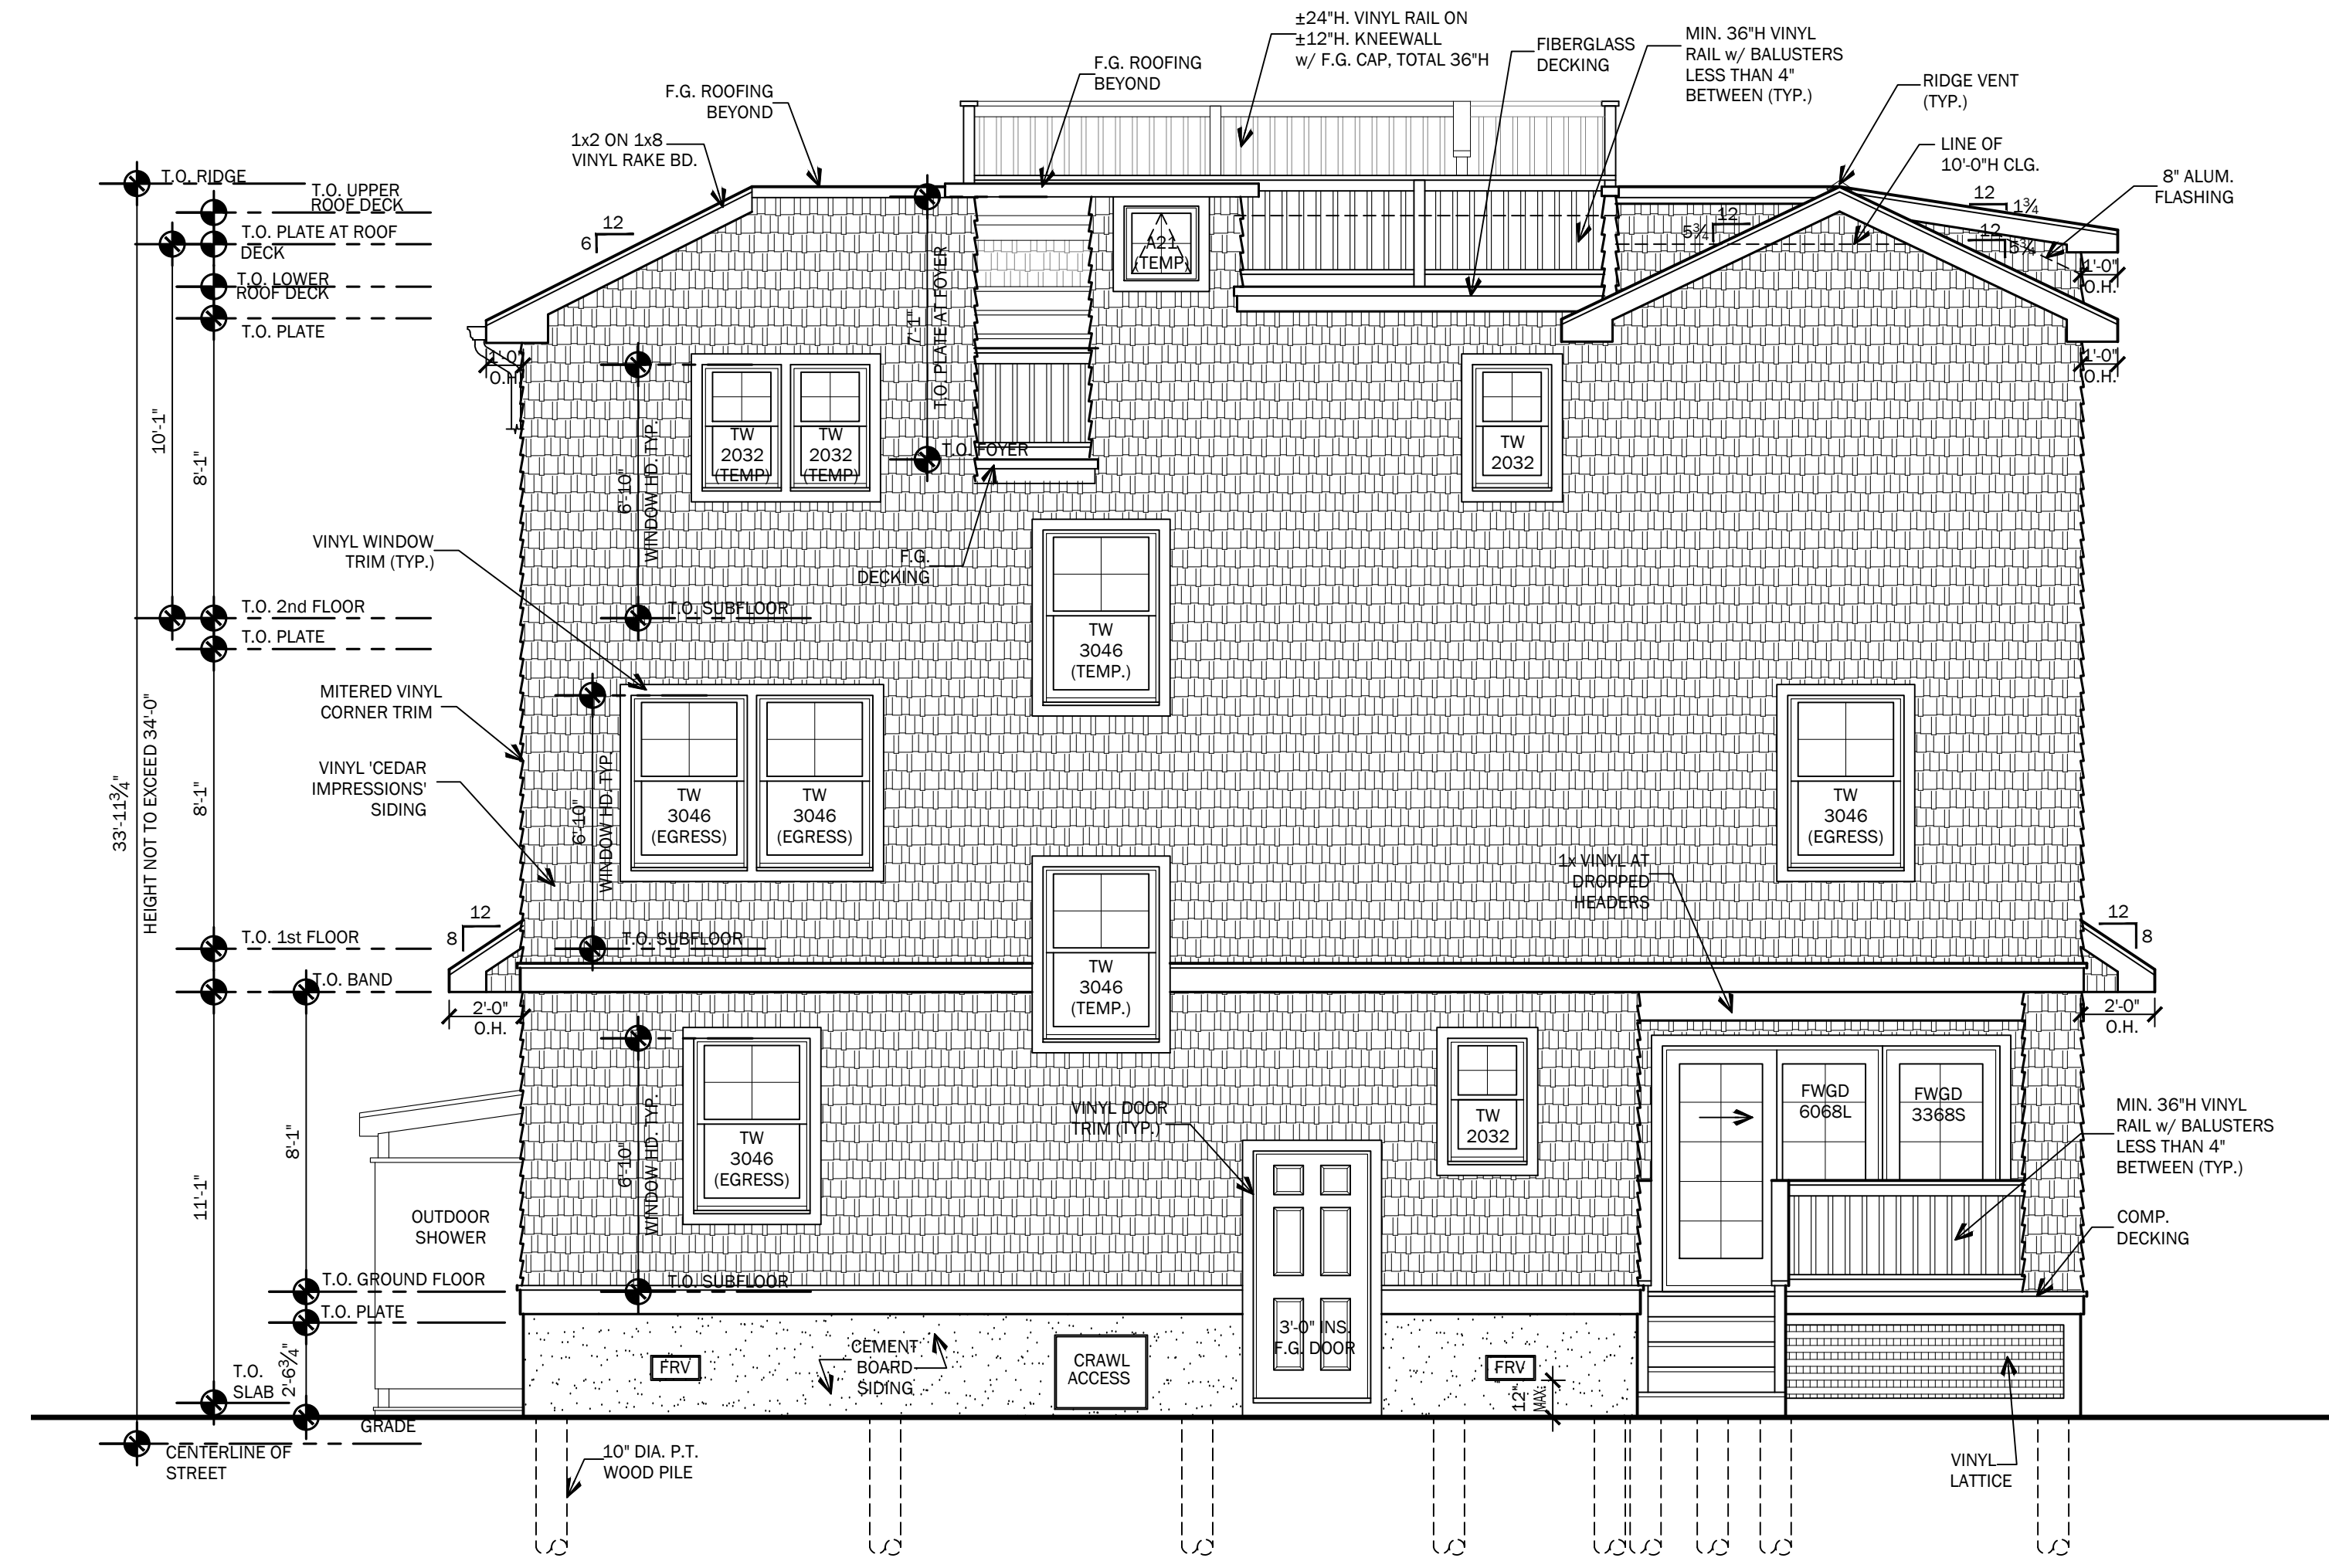 ±24"H. VINYL RAIL ON
±12"H. KNEEWALL
w/ F.G. CAP, TOTAL 36"H
FIBERGLASS
DECKING
MIN. 36"H VINYL
RAIL w/ BALUSTERS
LESS THAN 4"
BETWEEN (TYP.)
F.G. ROOFING
BEYOND
F.G. ROOFING
BEYOND
RIDGE VENT
(TYP.)
1x2 ON 1x8
VINYL RAKE BD.
LINE OF
10'-0"H CLG.
8" ALUM.
FLASHING
T.O. RIDGE
T.O. UPPER
ROOF DECK
T.O. PLATE AT ROOF
DECK
T.O. LOWER
ROOF DECK
T.O. PLATE
12
6
12
5¾
12
1¾
12
5¾
1'-0"
O.H.
1'-0"
O.H.
1'-0"
O.H.
A21
(TEMP)
7'-1"
T.O. PLATE AT FOYER
T.O. FOYER
TW
2032
(TEMP)
TW
2032
(TEMP)
TW
2032
10'-1"
8'-1"
6'-10"
WINDOW HD. TYP.
VINYL WINDOW
TRIM (TYP.)
F.G.
DECKING
T.O. 2nd FLOOR
T.O. SUBFLOOR
T.O. PLATE
TW
3046
(TEMP.)
MITERED VINYL
CORNER TRIM
VINYL 'CEDAR
IMPRESSIONS'
SIDING
33'-11¾"
HEIGHT NOT TO EXCEED 34'-0"
8'-1"
6'-10"
WINDOW HD. TYP.
TW
3046
(EGRESS)
TW
3046
(EGRESS)
TW
3046
(EGRESS)
1x VINYL AT
DROPPED
HEADERS
12
8
12
8
T.O. 1st FLOOR
T.O. SUBFLOOR
T.O. BAND
2'-0"
O.H.
2'-0"
O.H.
TW
3046
(TEMP.)
11'-1"
8'-1"
6'-10"
WINDOW HD. TYP.
TW
3046
(EGRESS)
VINYL DOOR
TRIM (TYP.)
TW
2032
FWGD
6068L
FWGD
3368S
MIN. 36"H VINYL
RAIL w/ BALUSTERS
LESS THAN 4"
BETWEEN (TYP.)
COMP.
DECKING
OUTDOOR
SHOWER
T.O. GROUND FLOOR
T.O. SUBFLOOR
T.O. PLATE
T.O.
SLAB
2'-6¾"
FRV
CEMENT
BOARD
SIDING
CRAWL
ACCESS
3'-0" INS.
F.G. DOOR
FRV
12"
MAX.
GRADE
CENTERLINE OF
STREET
10" DIA. P.T.
WOOD PILE
VINYL
LATTICE